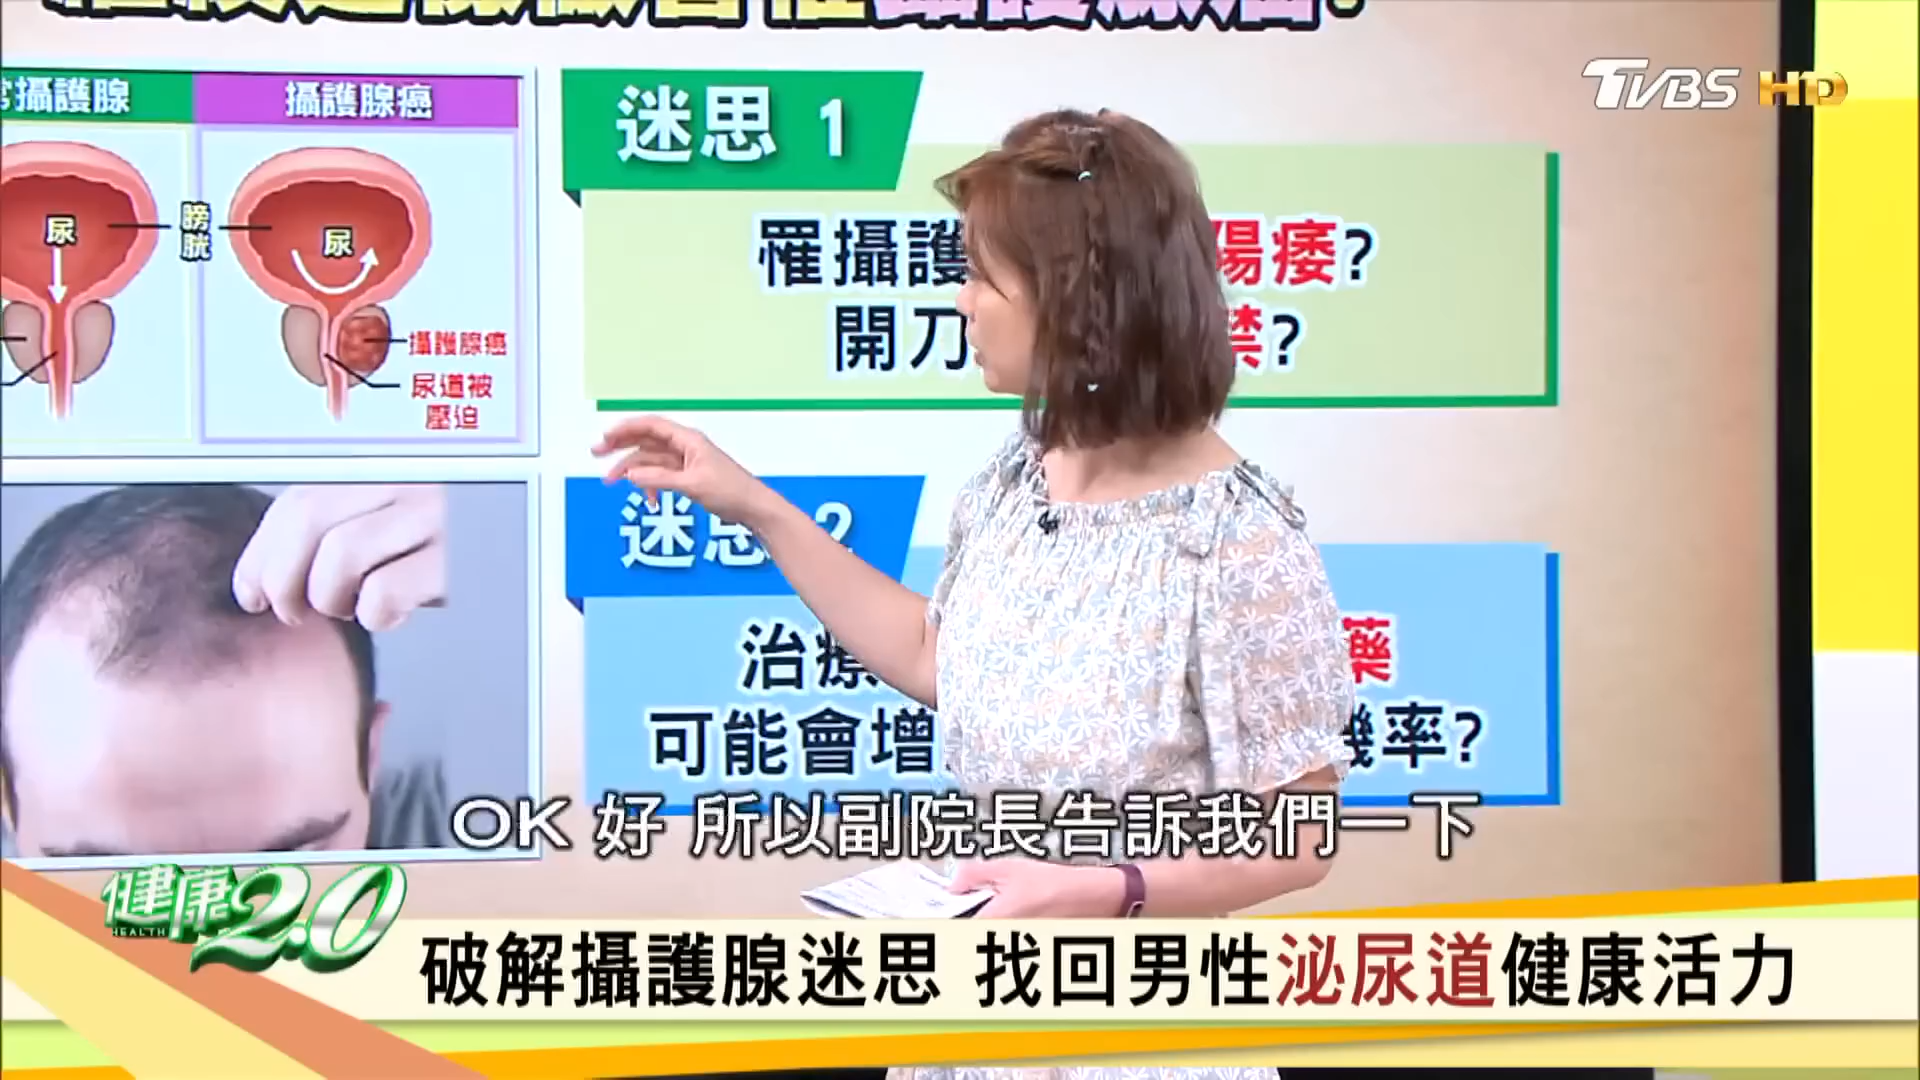 TVBS HD
常攝護腺
攝護腺癌
尿
膀胱
尿
攝護腺癌
尿道被
壓迫
迷思 1
罹攝護 陽痿?
開刀 禁?
迷思 2
治療 藥
可能會增 機率?
OK 好 所以副院長告訴我們一下
健康2.0
HEALTH
破解攝護腺迷思 找回男性泌尿道健康活力